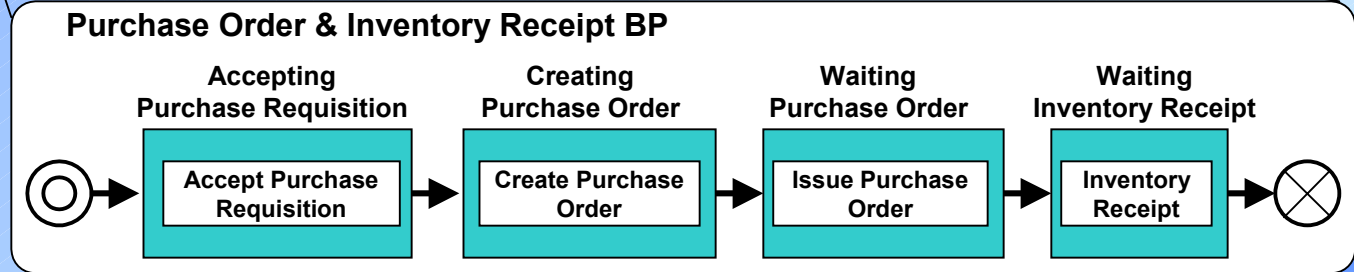 Purchase Order & Inventory Receipt BP
Accepting
Purchase Requisition
Creating
Purchase Order
Waiting
Purchase Order
Waiting
Inventory Receipt
Accept Purchase
Requisition
Create Purchase
Order
Issue Purchase
Order
Inventory
Receipt